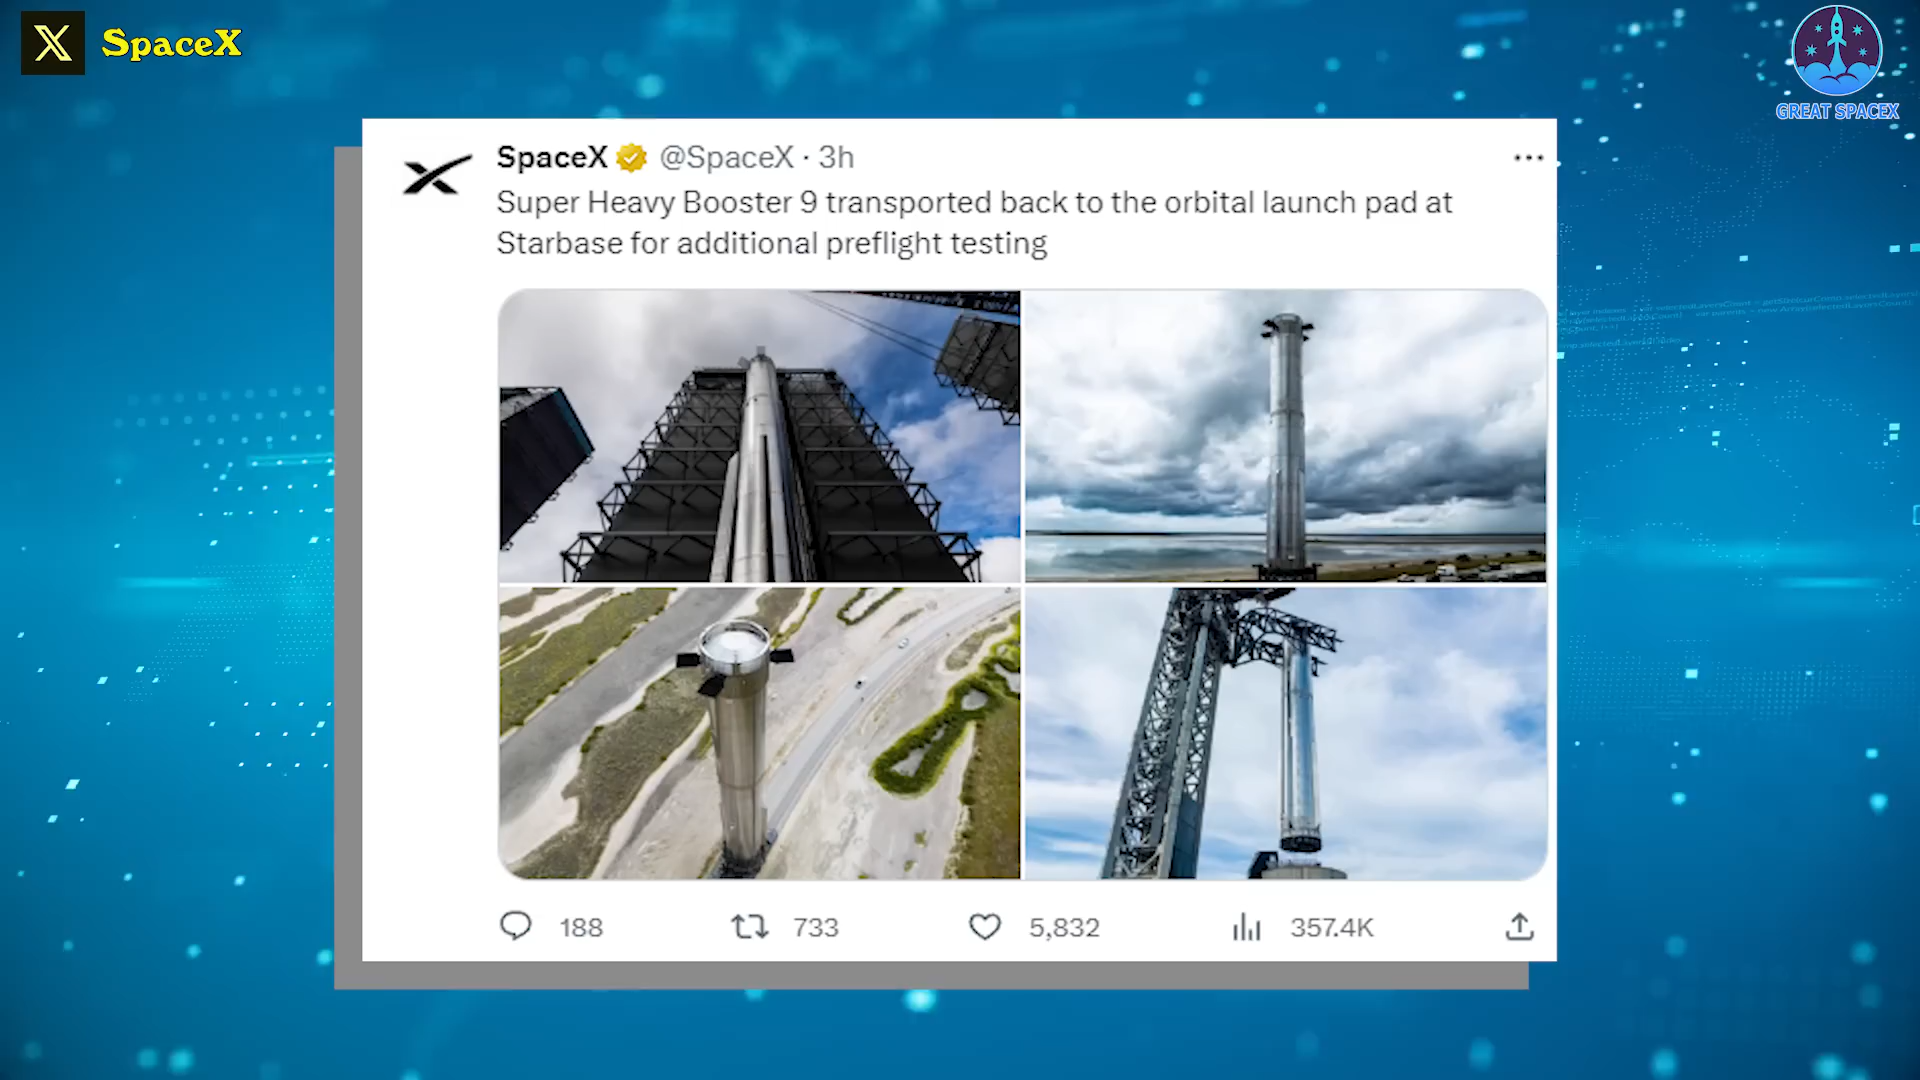 X SpaceX
GREAT SPACEX
SpaceX @SpaceX · 3h
Super Heavy Booster 9 transported back to the orbital launch pad at
Starbase for additional preflight testing
188 733 5,832 357.4K